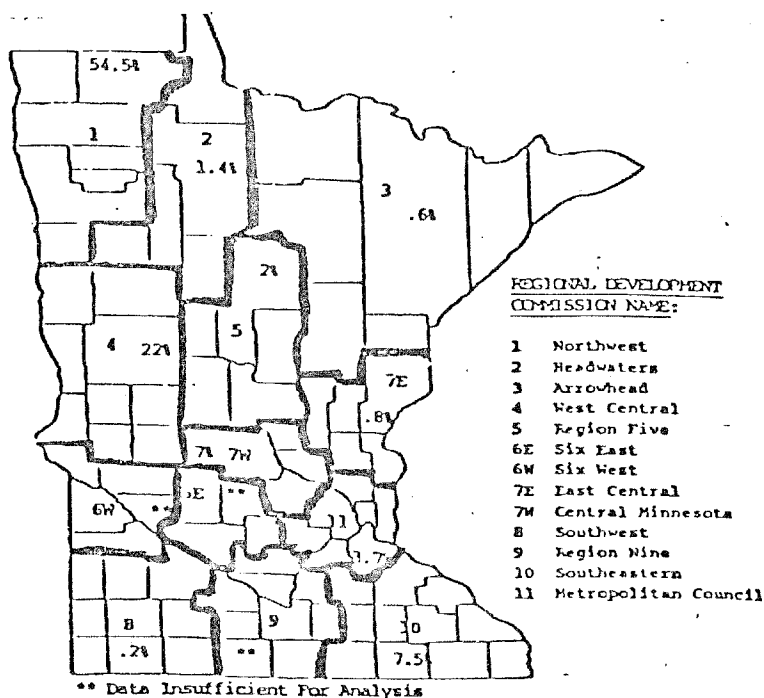 54.5%
1
2
1.4%
3
.6%
2%
REGIONAL DEVELOPMENT
COMMISSION NAME:
5
4 22%
1 Northwest
2 Headwaters
3 Arrowhead
4 West Central
5 Region Five
6E Six East
6W Six West
7E East Central
7W Central Minnesota
8 Southwest
9 Region Nine
10 Southeastern
11 Metropolitan Council
7E
.8%
7% 7W
6W **
6E **
11
8
.2%
9
**
10
7.5
** Data Insufficient For Analysis